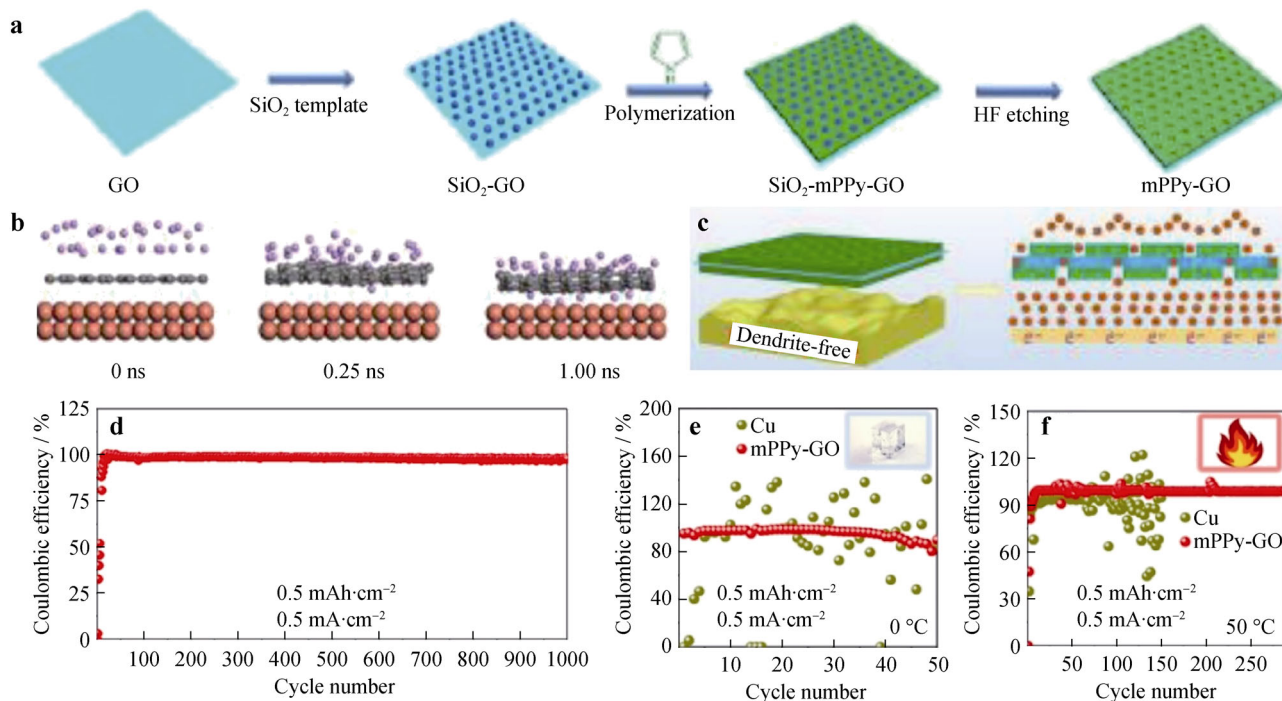 a
SiO₂ template
Polymerization
HF etching
N
H
GO
SiO₂-GO
SiO₂-mPPy-GO
mPPy-GO
b
0 ns
0.25 ns
1.00 ns
c
Dendrite-free
e⁻ e⁻ e⁻ e⁻ e⁻ e⁻ e⁻
d
Coulombic efficiency / %
125
100
75
50
25
0
0.5 mAh·cm⁻²
0.5 mA·cm⁻²
100 200 300 400 500 600 700 800 900 1000
Cycle number
e
Coulombic efficiency / %
200
160
120
80
40
0
Cu
mPPy-GO
0.5 mAh·cm⁻²
0.5 mA·cm⁻²
0 °C
10 20 30 40 50
Cycle number
f
Coulombic efficiency / %
150
120
90
60
30
0
Cu
mPPy-GO
0.5 mAh·cm⁻²
0.5 mA·cm⁻²
50 °C
50 100 150 200 250
Cycle number